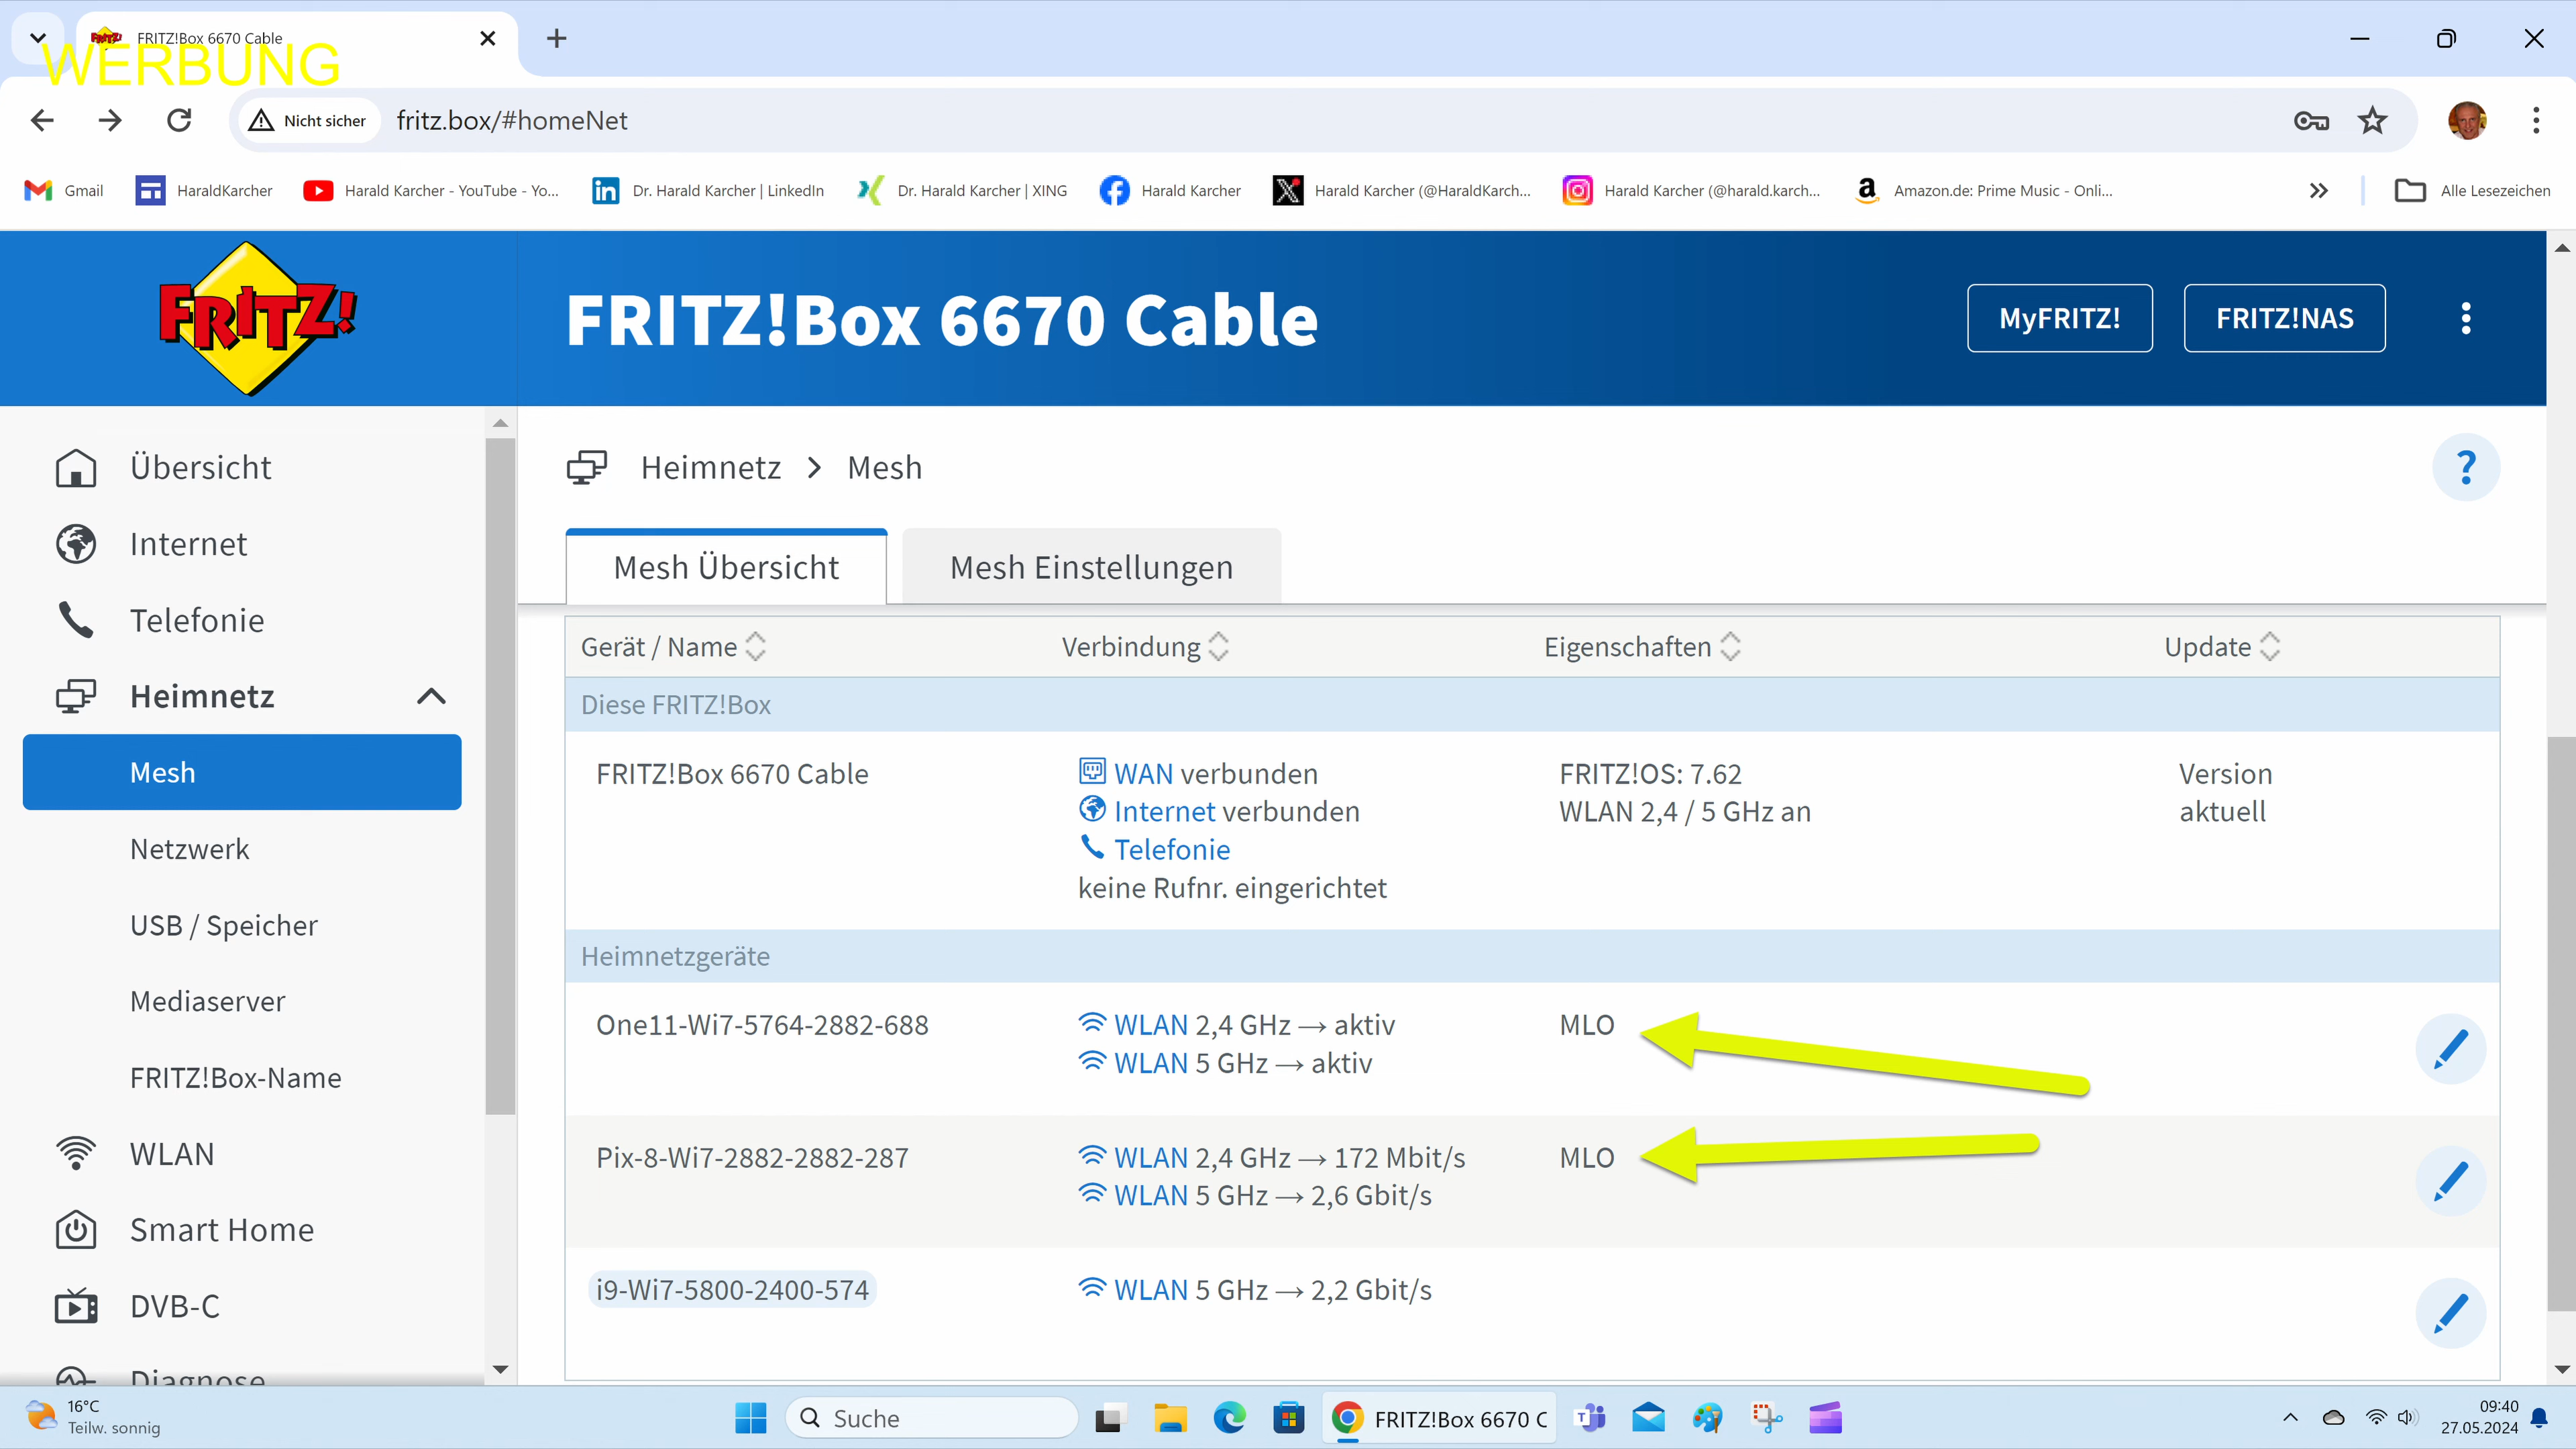 FRITZ!Box 6670 Cable
WERBUNG
Nicht sicher
fritz.box/#homeNet
Gmail
HaraldKarcher
Harald Karcher - YouTube - Yo...
Dr. Harald Karcher | LinkedIn
Dr. Harald Karcher | XING
Harald Karcher
Harald Karcher (@HaraldKarch...
Harald Karcher (@harald.karch...
Amazon.de: Prime Music - Onli...
Alle Lesezeichen
FRITZ!
FRITZ!Box 6670 Cable
MyFRITZ!
FRITZ!NAS
Übersicht
Internet
Telefonie
Heimnetz
Mesh
Netzwerk
USB / Speicher
Mediaserver
FRITZ!Box-Name
WLAN
Smart Home
DVB-C
Diagnose
Heimnetz > Mesh
?
Mesh Übersicht
Mesh Einstellungen
Gerät / Name
Verbindung
Eigenschaften
Update
Diese FRITZ!Box
FRITZ!Box 6670 Cable
WAN verbunden
Internet verbunden
Telefonie
keine Rufnr. eingerichtet
FRITZ!OS: 7.62
WLAN 2,4 / 5 GHz an
Version
aktuell
Heimnetzgeräte
One11-Wi7-5764-2882-688
WLAN 2,4 GHz → aktiv
WLAN 5 GHz → aktiv
MLO
Pix-8-Wi7-2882-2882-287
WLAN 2,4 GHz → 172 Mbit/s
WLAN 5 GHz → 2,6 Gbit/s
MLO
i9-Wi7-5800-2400-574
WLAN 5 GHz → 2,2 Gbit/s
16°C
Teilw. sonnig
Suche
FRITZ!Box 6670 C
09:40
27.05.2024